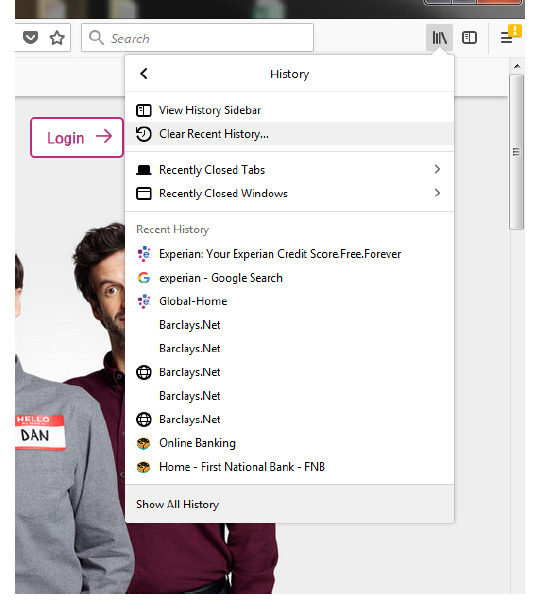 Search
History
View History Sidebar
Login
Clear Recent History...
Recently Closed Tabs
Recently Closed Windows
Recent History
Experian: Your Experian Credit Score.Free.Forever
experian - Google Search
Global-Home
Barclays.Net
Barclays.Net
Barclays.Net
Barclays.Net
Barclays.Net
HELLO
DAN
Online Banking
Home - First National Bank - FNB
Show All History